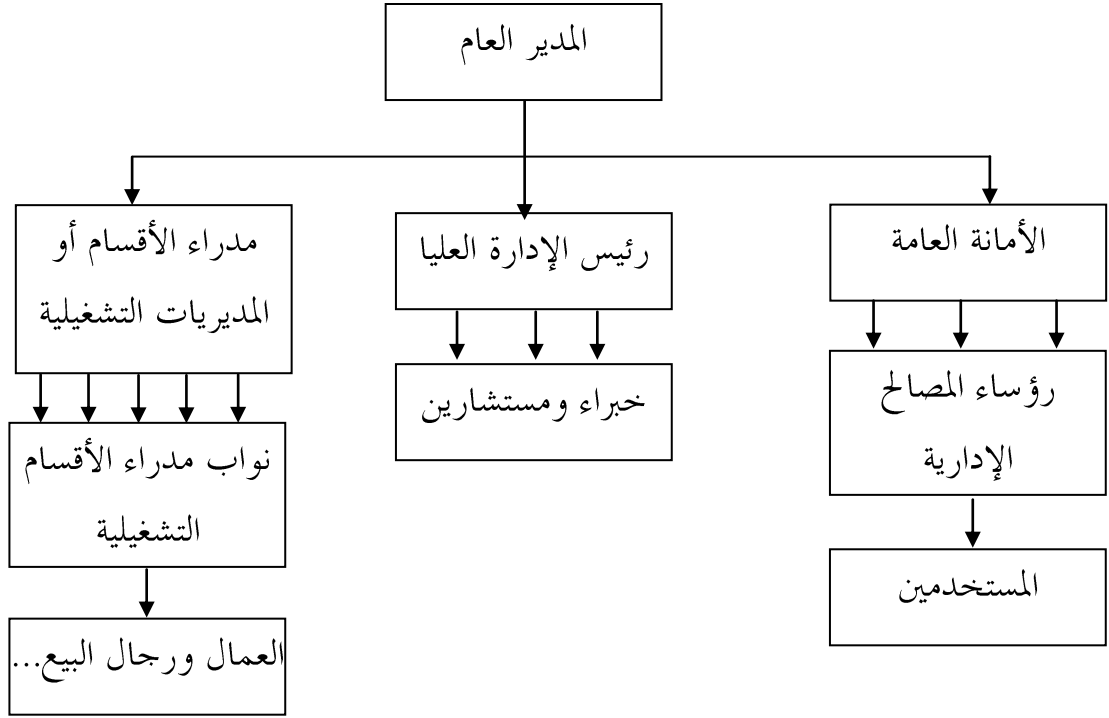 المدير العام
الأمانة العامة
رئيس الإدارة العليا
مدراء الأقسام أو
المديريات التشغيلية
رؤساء المصالح
الإدارية
خبراء ومستشارين
نواب مدراء الأقسام
التشغيلية
المستخدمين
العمال ورجال البيع...